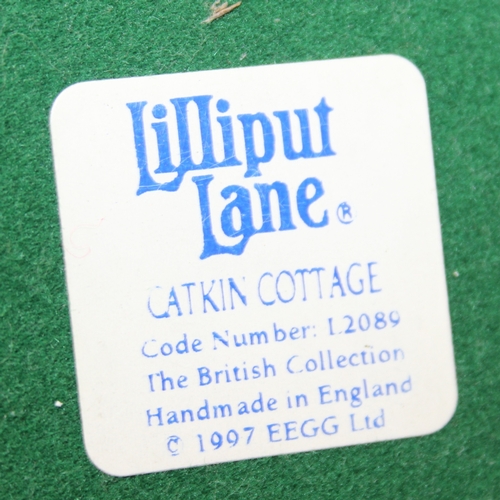 Lilliput
Lane®
CATKIN COTTAGE
Code Number: L2089
The British Collection
Handmade in England
© 1997 EEGG Ltd